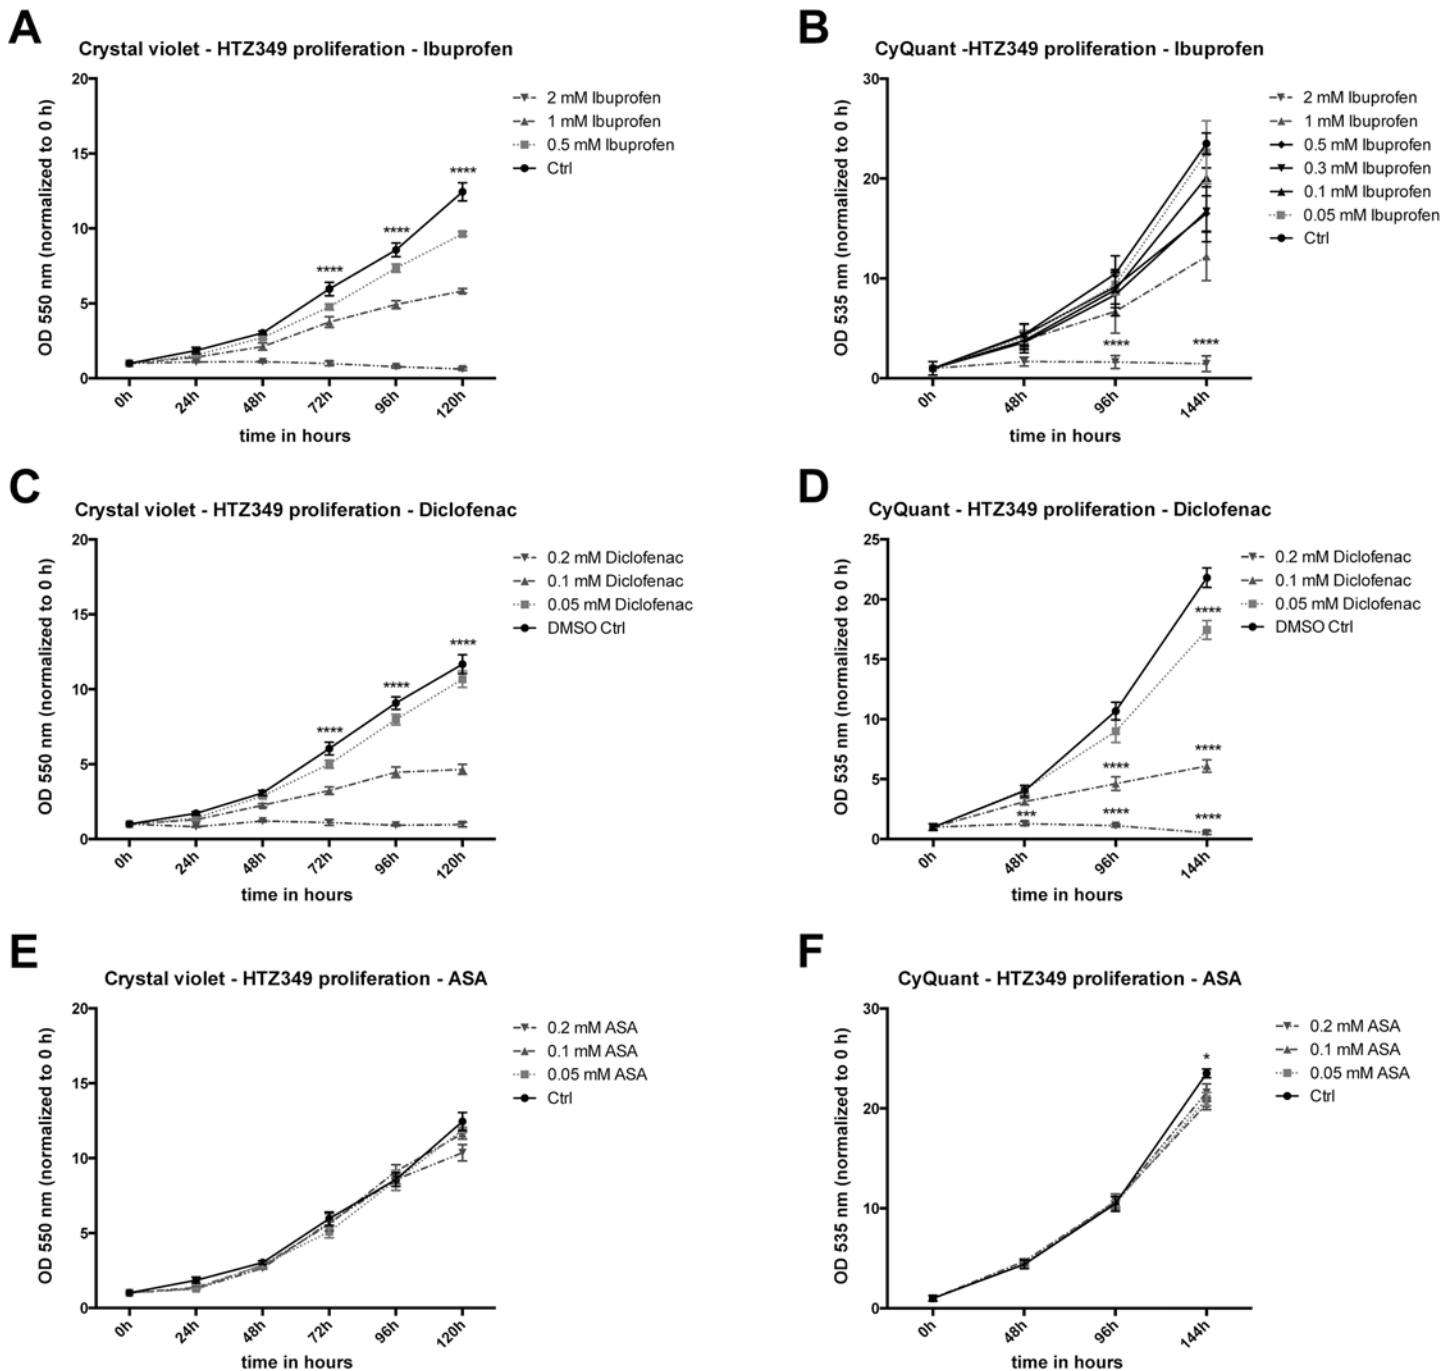 A
Crystal violet - HTZ349 proliferation - Ibuprofen
OD 550 nm (normalized to 0 h)
20
15
10
5
0
0h
24h
48h
72h
96h
120h
time in hours
****
****
****
2 mM Ibuprofen
1 mM Ibuprofen
0.5 mM Ibuprofen
Ctrl
B
CyQuant -HTZ349 proliferation - Ibuprofen
OD 535 nm (normalized to 0 h)
30
20
10
0
0h
48h
96h
144h
time in hours
****
****
2 mM Ibuprofen
1 mM Ibuprofen
0.5 mM Ibuprofen
0.3 mM Ibuprofen
0.1 mM Ibuprofen
0.05 mM Ibuprofen
Ctrl
C
Crystal violet - HTZ349 proliferation - Diclofenac
OD 550 nm (normalized to 0 h)
20
15
10
5
0
0h
24h
48h
72h
96h
120h
time in hours
****
****
****
0.2 mM Diclofenac
0.1 mM Diclofenac
0.05 mM Diclofenac
DMSO Ctrl
D
CyQuant - HTZ349 proliferation - Diclofenac
OD 535 nm (normalized to 0 h)
25
20
15
10
5
0
0h
48h
96h
144h
time in hours
****
****
****
***
****
****
0.2 mM Diclofenac
0.1 mM Diclofenac
0.05 mM Diclofenac
DMSO Ctrl
E
Crystal violet - HTZ349 proliferation - ASA
OD 550 nm (normalized to 0 h)
20
15
10
5
0
0h
24h
48h
72h
96h
120h
time in hours
0.2 mM ASA
0.1 mM ASA
0.05 mM ASA
Ctrl
F
CyQuant - HTZ349 proliferation - ASA
OD 535 nm (normalized to 0 h)
30
20
10
0
0h
48h
96h
144h
time in hours
*
0.2 mM ASA
0.1 mM ASA
0.05 mM ASA
Ctrl